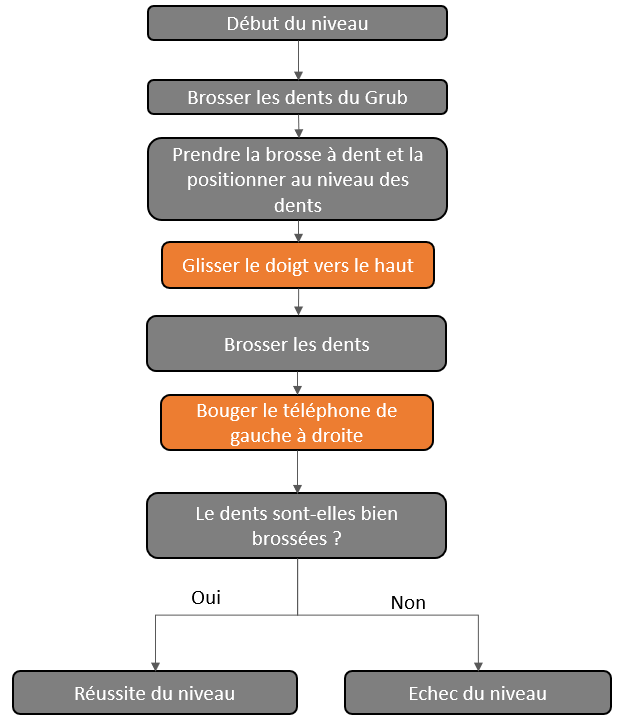 Début du niveau
Brosser les dents du Grub
Prendre la brosse à dent et la
positionner au niveau des
dents
Glisser le doigt vers le haut
Brosser les dents
Bouger le téléphone de
gauche à droite
Le dents sont-elles bien
brossées ?
Oui
Non
Réussite du niveau
Echec du niveau